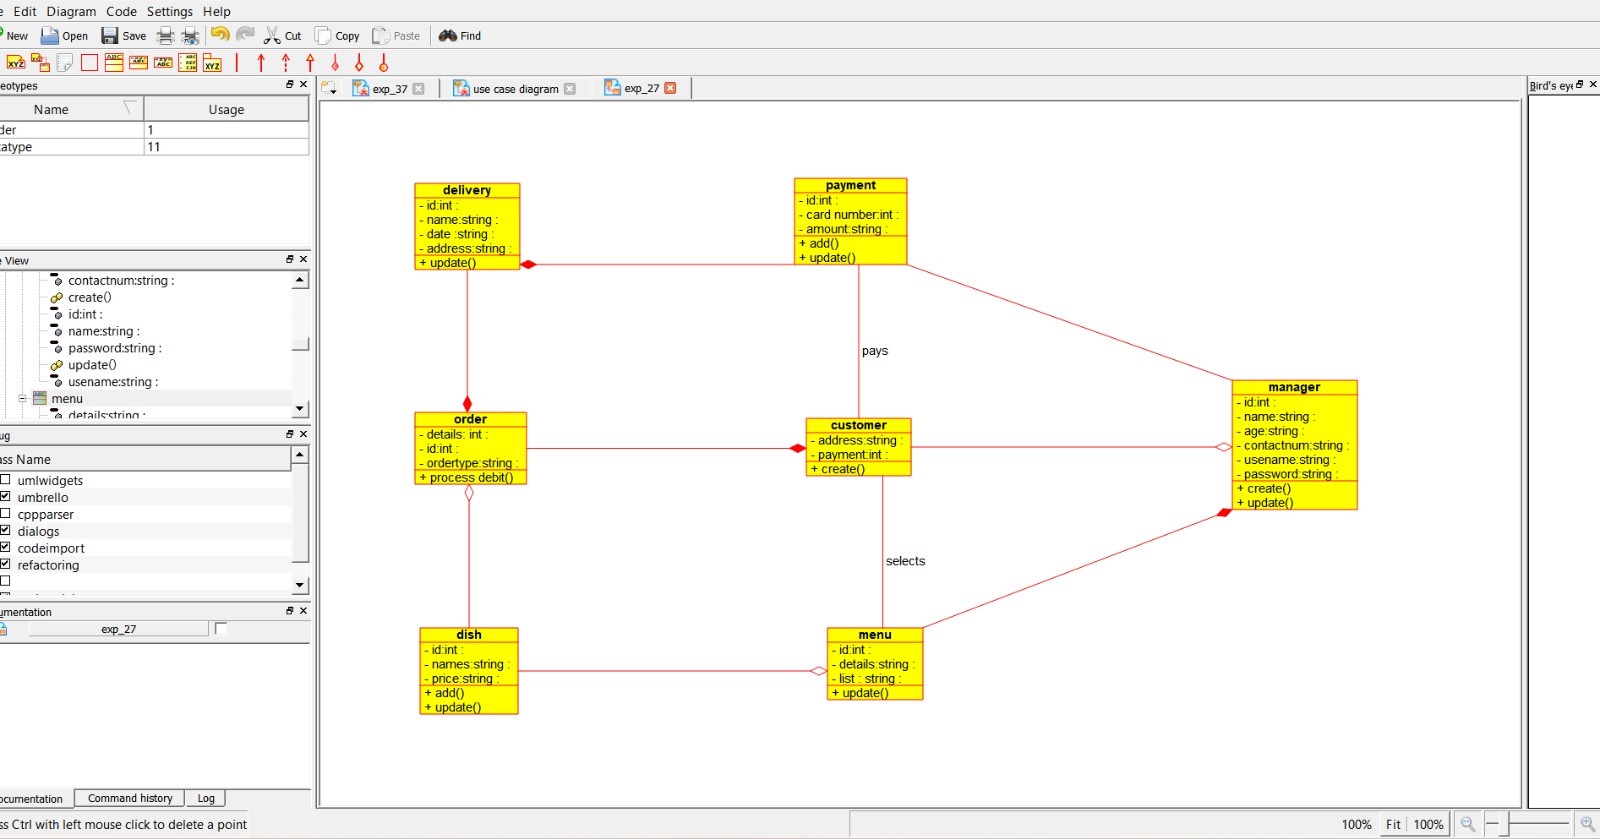 e Edit Diagram Code Settings Help
New Open Save Cut Copy Paste Find
XYZ ABC XYZ
eotypes
Name Usage
der 1
tatype 11
e View
contactnum:string :
create()
id:int :
name:string :
password:string :
update()
usename:string :
menu
details:string :
ug
ass Name
umlwidgets
umbrello
cppparser
dialogs
codeimport
refactoring
umentation
exp_27
ocumentation Command history Log
ss Ctrl with left mouse click to delete a point
exp_37 use case diagram exp_27
Bird's eye
delivery
- id:int :
- name:string :
- date :string :
- address:string :
+ update()
payment
- id:int :
- card number:int :
- amount:string :
+ add()
+ update()
pays
manager
- id:int :
- name:string :
- age:string :
- contactnum:string :
- usename:string :
- password:string :
+ create()
+ update()
order
- details: int :
- id:int :
- ordertype:string :
+ process debit()
customer
- address:string :
- payment:int :
+ create()
selects
dish
- id:int :
- names:string :
- price:string :
+ add()
+ update()
menu
- id:int :
- details:string :
- list : string :
+ update()
100% Fit 100%